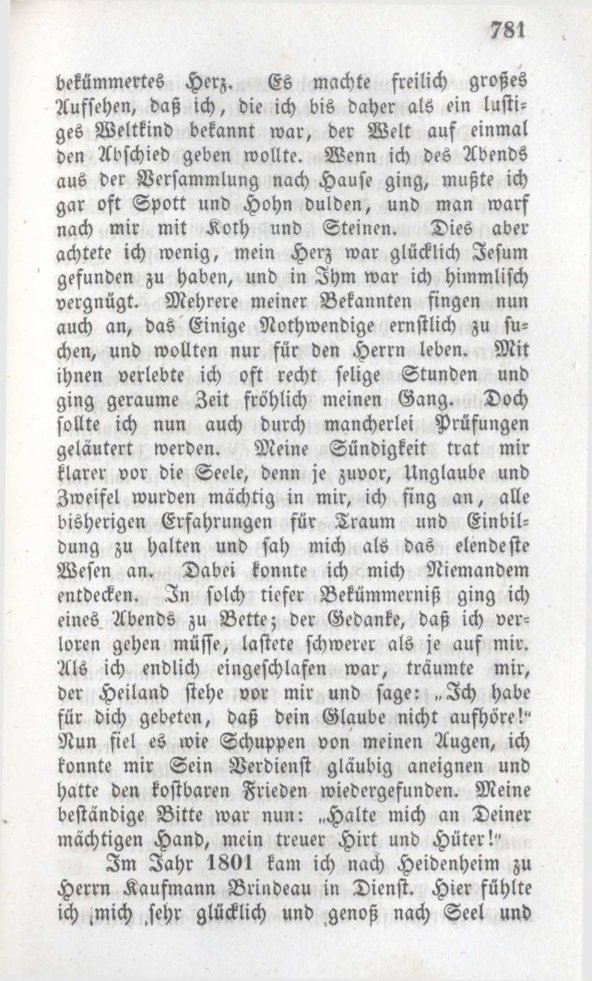 781
bekümmertes Herz. Es machte freilich großes
Aufsehen, daß ich, die ich bis daher als ein lusti-
ges Weltkind bekannt war, der Welt auf einmal
den Abschied geben wollte. Wenn ich des Abends
aus der Versammlung nach Hause ging, mußte ich
gar oft Spott und Hohn dulden, und man warf
nach mir mit Koth und Steinen. Dies aber
achtete ich wenig, mein Herz war glücklich Jesum
gefunden zu haben, und in Ihm war ich himmlisch
vergnügt. Mehrere meiner Bekannten fingen nun
auch an, das Einige Nothwendige ernstlich zu su-
chen, und wollten nur für den Herrn leben. Mit
ihnen verlebte ich oft recht selige Stunden und
ging geraume Zeit fröhlich meinen Gang. Doch
sollte ich nun auch durch mancherlei Prüfungen
geläutert werden. Meine Sündigkeit trat mir
klarer vor die Seele, denn je zuvor, Unglaube und
Zweifel wurden mächtig in mir, ich fing an, alle
bisherigen Erfahrungen für Traum und Einbil-
dung zu halten und sah mich als das elendeste
Wesen an. Dabei konnte ich mich Niemandem
entdecken. In solch tiefer Bekümmerniß ging ich
eines Abends zu Bette; der Gedanke, daß ich ver-
loren gehen müsse, lastete schwerer als je auf mir.
Als ich endlich eingeschlafen war, träumte mir,
der Heiland stehe vor mir und sage: „Ich habe
für dich gebeten, daß dein Glaube nicht aufhöre!“
Nun fiel es wie Schuppen von meinen Augen, ich
konnte mir Sein Verdienst gläubig aneignen und
hatte den kostbaren Frieden wiedergefunden. Meine
beständige Bitte war nun: „Halte mich an Deiner
mächtigen Hand, mein treuer Hirt und Hüter!“
Im Jahr 1801 kam ich nach Heidenheim zu
Herrn Kaufmann Brindeau in Dienst. Hier fühlte
ich mich sehr glücklich und genoß nach Seel und